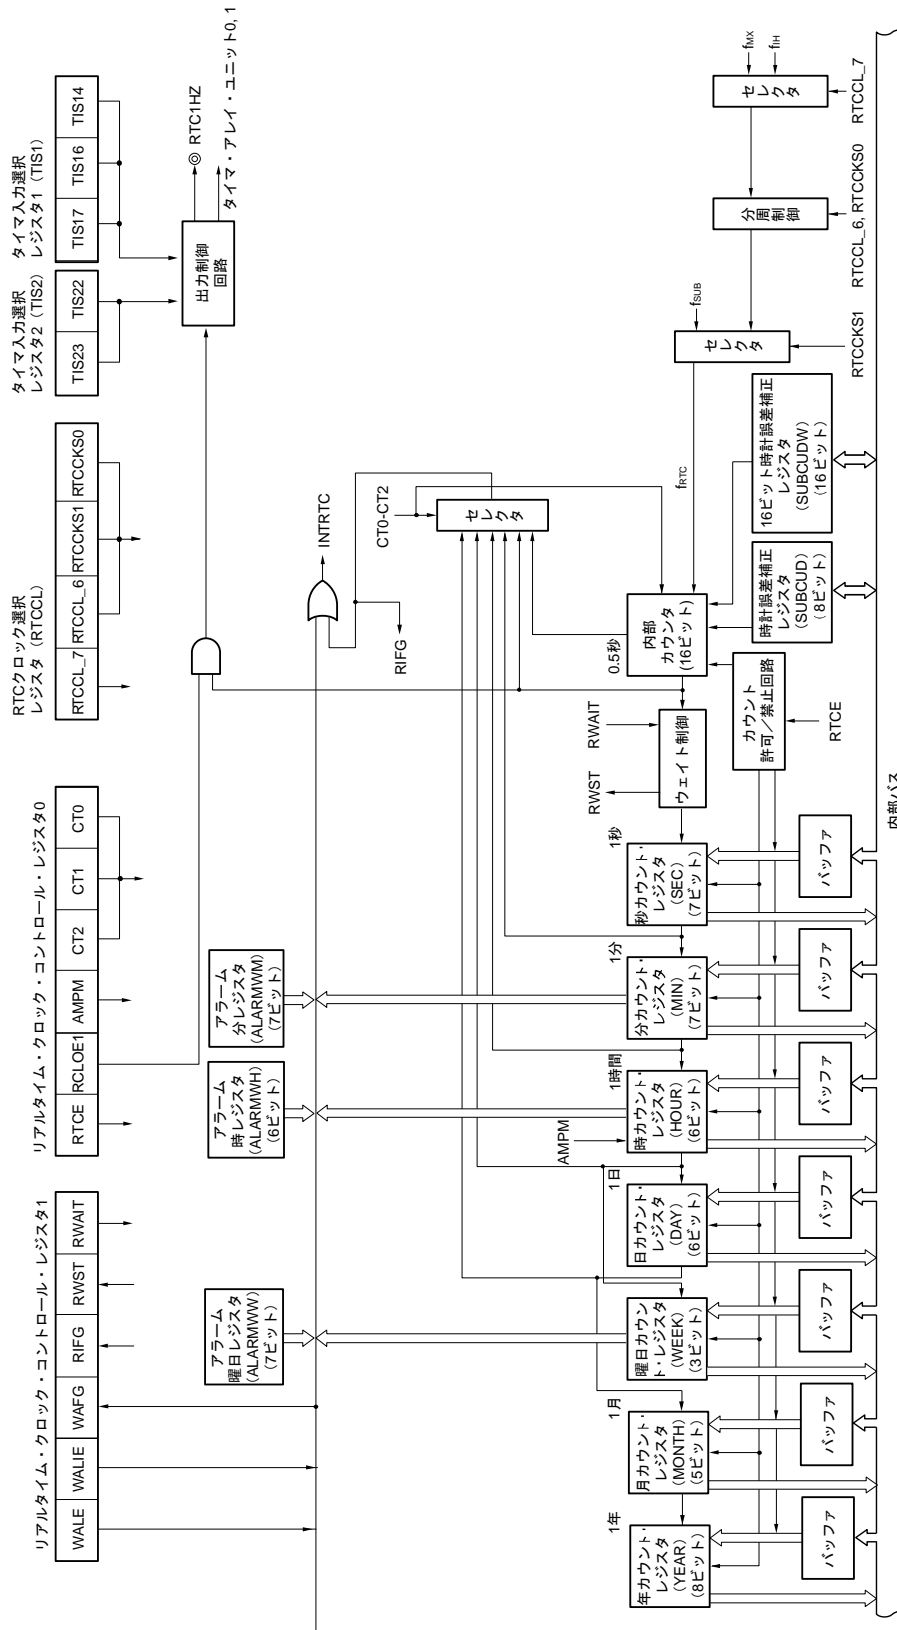 リアルタイム・クロック・コントロール・レジスタ1
WALE
WALIE
WAFG
RIFG
RWST
RWAIT
リアルタイム・クロック・コントロール・レジスタ0
RTCE
RCLOE1
AMPM
CT2
CT1
CT0
RTCクロック選択
レジスタ(RTCCL)
RTCCL_7
RTCCL_6
RTCCKS1
RTCCKS0
タイマ入力選択
レジスタ2(TIS2)
TIS23
TIS22
タイマ入力選択
レジスタ1(TIS1)
TIS17
TIS16
TIS14
出力制御
回路
RTC1HZ
タイマ・アレイ・ユニット0, 1
アラーム
曜日レジスタ
(ALARMWW)
(7ビット)
アラーム
時レジスタ
(ALARMWH)
(6ビット)
アラーム
分レジスタ
(ALARMWM)
(7ビット)
INTRTC
RIFG
CT0-CT2
セレクタ
AMPM
RWST
RWAIT
fRTC
1年
年カウント・
レジスタ
(YEAR)
(8ビット)
1月
月カウント・
レジスタ
(MONTH)
(5ビット)
曜日カウン
ト・レジスタ
(WEEK)
(3ビット)
1日
日カウント・
レジスタ
(DAY)
(6ビット)
1時間
時カウント・
レジスタ
(HOUR)
(6ビット)
1分
分カウント・
レジスタ
(MIN)
(7ビット)
1秒
秒カウント・
レジスタ
(SEC)
(7ビット)
ウェイト制御
0.5秒
内部
カウンタ
(16ビット)
カウント
許可/禁止回路
RTCE
時計誤差補正
レジスタ
(SUBCUD)
(8ビット)
16ビット時計誤差補正
レジスタ
(SUBCUDW)
(16ビット)
fSUB
セレクタ
RTCCKS1
分周制御
RTCCL_6, RTCCKS0
fMX
fIH
セレクタ
RTCCL_7
バッファ
バッファ
バッファ
バッファ
バッファ
バッファ
バッファ
内部バス